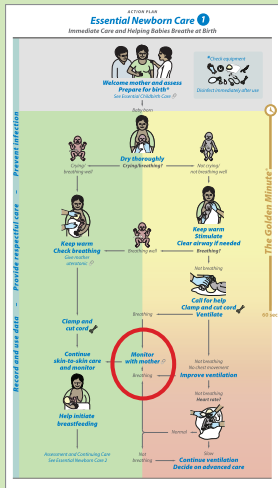 ACTION PLAN
Essential Newborn Care 1
Immediate Care and Helping Babies Breathe at Birth
*Check equipment
Disinfect immediately after use
Welcome mother and assess
Prepare for birth*
See Essential Childbirth Care
Baby born
Dry thoroughly
Crying/breathing?
Crying/
breathing well
Not crying/
not breathing well
Keep warm
Check breathing
Give mother
uterotonic
Keep warm
Stimulate
Clear airway if needed
Breathing well
Breathing?
Not breathing
Call for help
Clamp and cut cord
Ventilate
Clamp and
cut cord
Breathing
60 sec
Continue
skin-to-skin care
and monitor
Monitor
with mother
Not breathing
No chest movement
Breathing
Improve ventilation
Not breathing
Heart rate?
Help initiate
breastfeeding
Normal
Slow
Assessment and Continuing Care
See Essential Newborn Care 2
Not
breathing
Continue ventilation
Decide on advanced care
Record and use data - Provide respectful care - Prevent infection
The Golden Minute